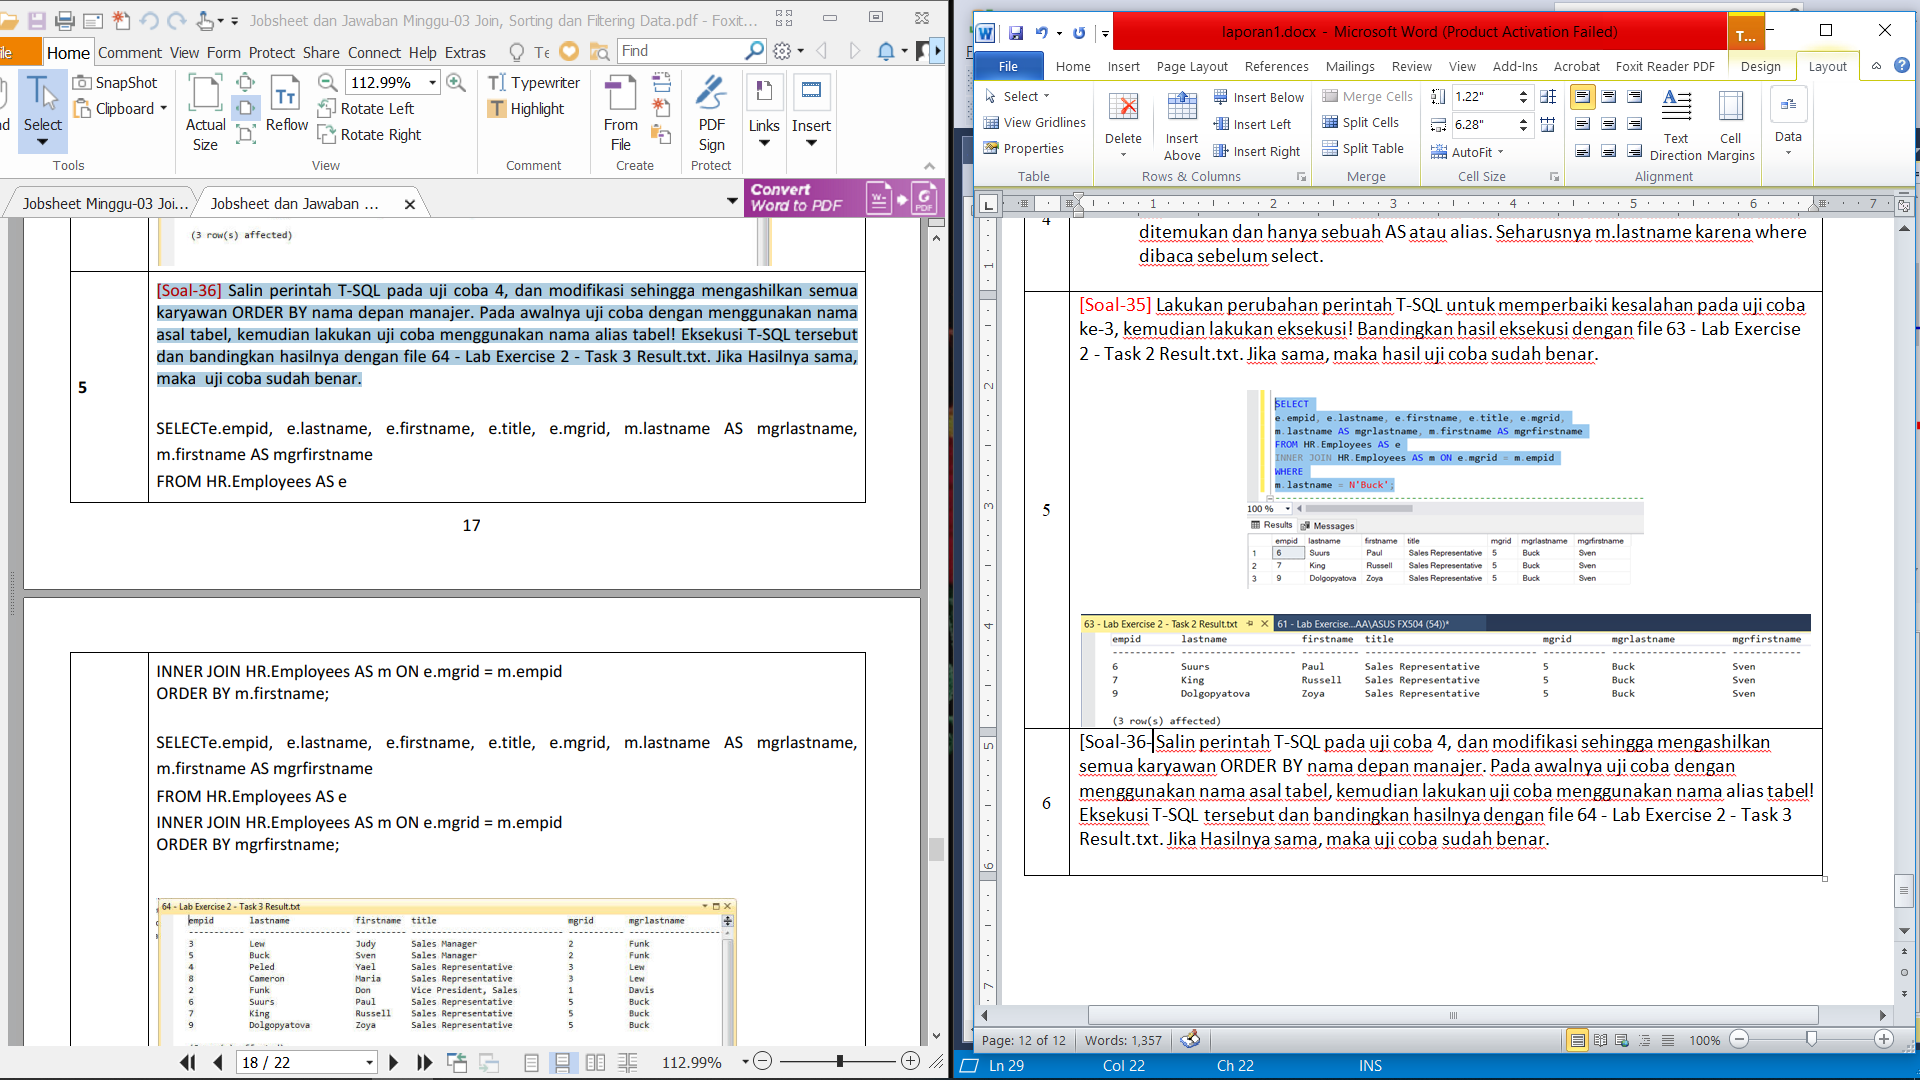 Jobsheet dan Jawaban Minggu-03 Join, Sorting dan Filtering Data.pdf - Foxit...
Home Comment View Form Protect Share Connect Help Extras
Find
Select
SnapShot
Clipboard
Tools
Actual Size
Reflow
112.99%
Rotate Left
Rotate Right
View
Typewriter
Highlight
Comment
From File
Create
PDF Sign
Protect
Links
Insert
Jobsheet Minggu-03 Joi...
Jobsheet dan Jawaban ...
Convert
Word to PDF
(3 row(s) affected)
5
[Soal-36] Salin perintah T-SQL pada uji coba 4, dan modifikasi sehingga mengashilkan semua
karyawan ORDER BY nama depan manajer. Pada awalnya uji coba dengan menggunakan nama
asal tabel, kemudian lakukan uji coba menggunakan nama alias tabel! Eksekusi T-SQL tersebut
dan bandingkan hasilnya dengan file 64 - Lab Exercise 2 - Task 3 Result.txt. Jika Hasilnya sama,
maka uji coba sudah benar.
SELECTe.empid, e.lastname, e.firstname, e.title, e.mgrid, m.lastname AS mgrlastname,
m.firstname AS mgrfirstname
FROM HR.Employees AS e
17
INNER JOIN HR.Employees AS m ON e.mgrid = m.empid
ORDER BY m.firstname;
SELECTe.empid, e.lastname, e.firstname, e.title, e.mgrid, m.lastname AS mgrlastname,
m.firstname AS mgrfirstname
FROM HR.Employees AS e
INNER JOIN HR.Employees AS m ON e.mgrid = m.empid
ORDER BY mgrfirstname;
64 - Lab Exercise 2 - Task 3 Result.txt
empid lastname firstname title mgrid mgrlastname
3 Lew Judy Sales Manager 2 Funk
5 Buck Sven Sales Manager 2 Funk
4 Peled Yael Sales Representative 3 Lew
8 Cameron Maria Sales Representative 3 Lew
2 Funk Don Vice President, Sales 1 Davis
6 Suurs Paul Sales Representative 5 Buck
7 King Russell Sales Representative 5 Buck
9 Dolgopyatova Zoya Sales Representative 5 Buck
18 / 22
112.99%
laporan1.docx - Microsoft Word (Product Activation Failed)
T...
File Home Insert Page Layout References Mailings Review View Add-Ins Acrobat Foxit Reader PDF Design Layout
Select
View Gridlines
Properties
Table
Delete
Insert Above
Insert Below
Insert Left
Insert Right
Rows & Columns
Merge Cells
Split Cells
Split Table
Merge
1.22"
6.28"
AutoFit
Cell Size
Text Direction
Cell Margins
Alignment
Data
1 2 3 4 5 6 7
4
ditemukan dan hanya sebuah AS atau alias. Seharusnya m.lastname karena where
dibaca sebelum select.
5
[Soal-35] Lakukan perubahan perintah T-SQL untuk memperbaiki kesalahan pada uji coba
ke-3, kemudian lakukan eksekusi! Bandingkan hasil eksekusi dengan file 63 - Lab Exercise
2 - Task 2 Result.txt. Jika sama, maka hasil uji coba sudah benar.
SELECT
e.empid, e.lastname, e.firstname, e.title, e.mgrid,
m.lastname AS mgrlastname, m.firstname AS mgrfirstname
FROM HR.Employees AS e
INNER JOIN HR.Employees AS m ON e.mgrid = m.empid
WHERE
m.lastname = N'Buck';
100 %
Results Messages
empid lastname firstname title mgrid mgrlastname mgrfirstname
1 6 Suurs Paul Sales Representative 5 Buck Sven
2 7 King Russell Sales Representative 5 Buck Sven
3 9 Dolgopyatova Zoya Sales Representative 5 Buck Sven
63 - Lab Exercise 2 - Task 2 Result.txt 61 - Lab Exercise...AA\ASUS FX504 (54))*
empid lastname firstname title mgrid mgrlastname mgrfirstname
6 Suurs Paul Sales Representative 5 Buck Sven
7 King Russell Sales Representative 5 Buck Sven
9 Dolgopyatova Zoya Sales Representative 5 Buck Sven
(3 row(s) affected)
6
[Soal-36-Salin perintah T-SQL pada uji coba 4, dan modifikasi sehingga mengashilkan
semua karyawan ORDER BY nama depan manajer. Pada awalnya uji coba dengan
menggunakan nama asal tabel, kemudian lakukan uji coba menggunakan nama alias tabel!
Eksekusi T-SQL tersebut dan bandingkan hasilnya dengan file 64 - Lab Exercise 2 - Task 3
Result.txt. Jika Hasilnya sama, maka uji coba sudah benar.
Page: 12 of 12 Words: 1,357 100%
Ln 29 Col 22 Ch 22 INS